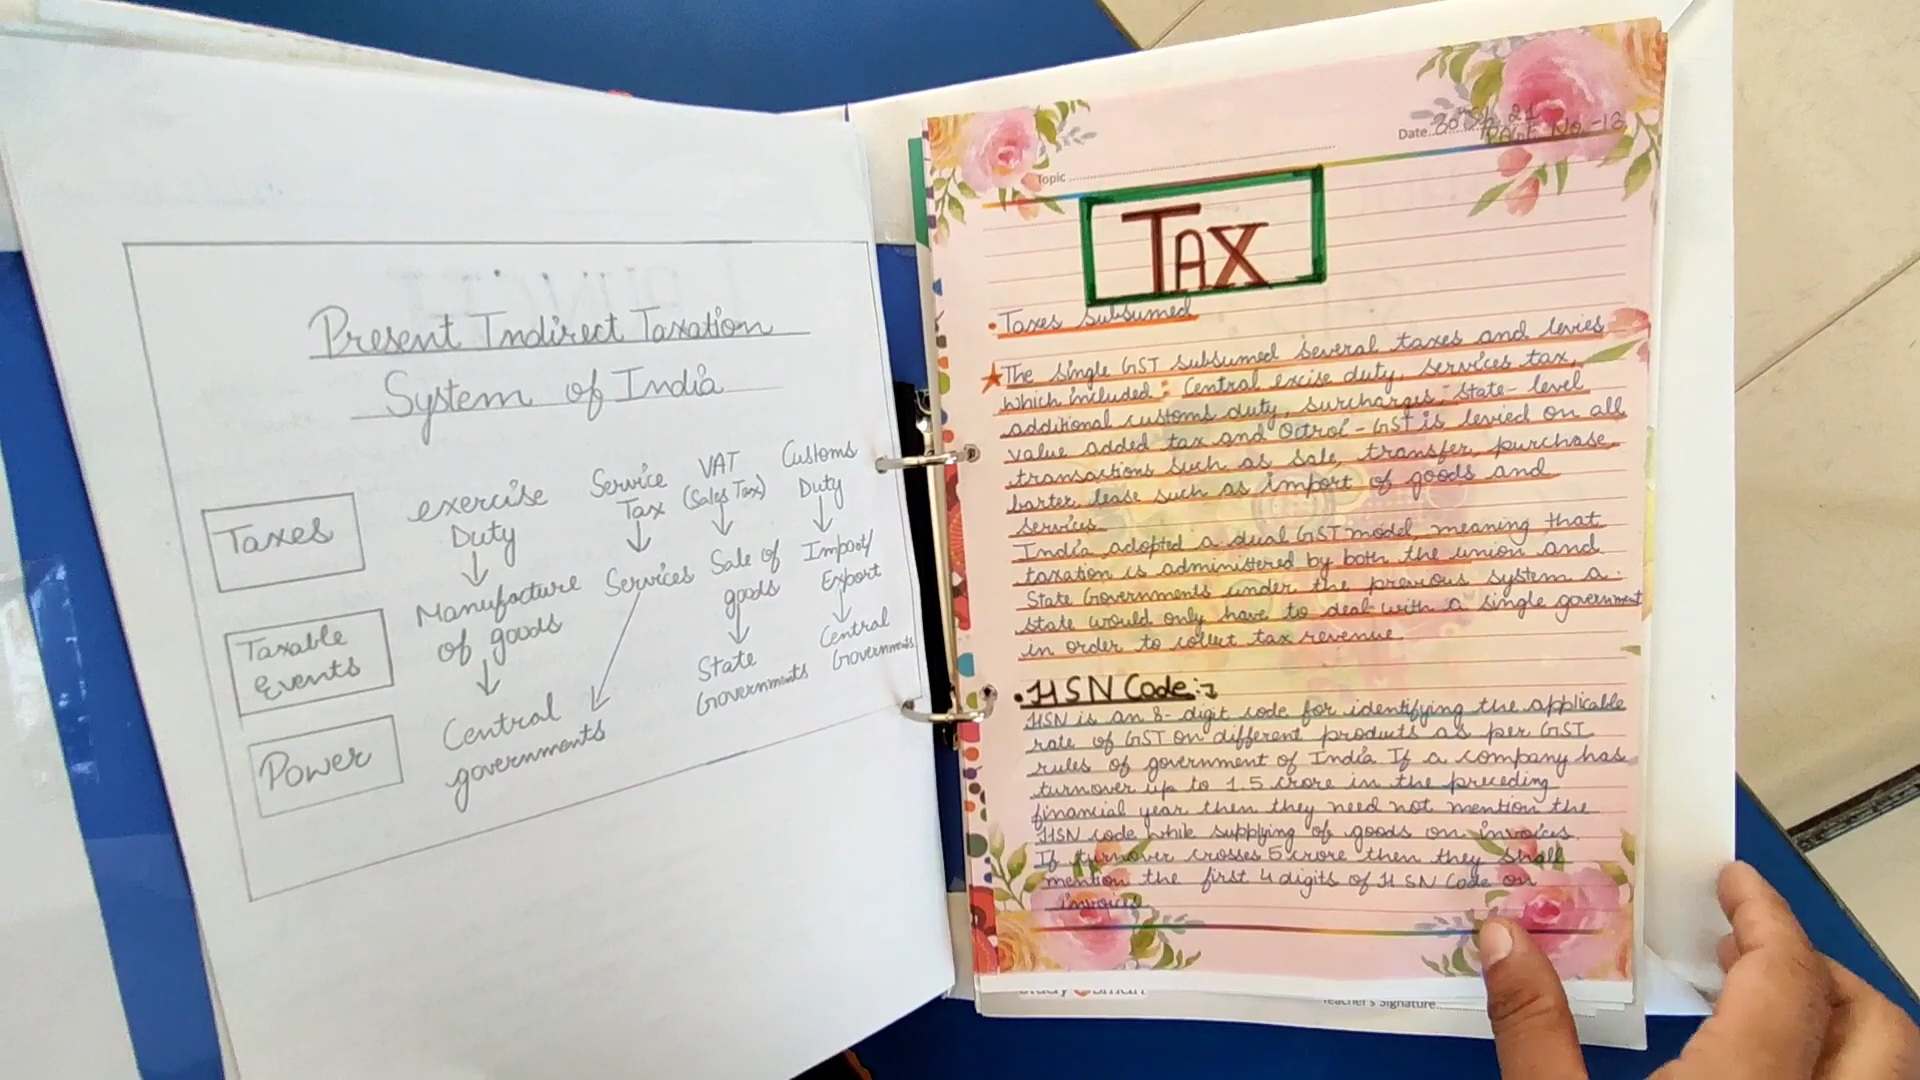 Present Indirect Taxation
System of India
Taxes
exercise
Duty
Service
Tax
VAT
(Sales Tax)
Customs
Duty
Taxable
Events
Manufacture
of goods
Services
Sale of
goods
Import/
Export
Power
Central
governments
State
Governments
Central
Governments
Date
PAGE No.-13
Topic
TAX
• Taxes Subsumed
★ The single GST subsumed several taxes and levies
which included: Central excise duty, services tax,
additional customs duty, surcharges, State-level
value added tax and Octroi - GST is levied on all
transactions such as sale, transfer, purchase,
barter lease such as import of goods and
services.
India adopted a dual GST model, meaning that
taxation is administered by both the union and
State Governments under the previous system a
state would only have to deal with a single government
in order to collect tax revenue.
• HSN Code:-
HSN is an 8-digit code for identifying the applicable
rate of GST on different products as per GST
rules of government of India If a company has
turnover up to 1.5 crore in the preceding
financial year then they need not mention the
HSN code while supplying of goods on invoices.
If turnover crosses 5 crore then they shall
mention the first 4 digits of HSN Code on
invoices
Study Smart
Teacher's Signature